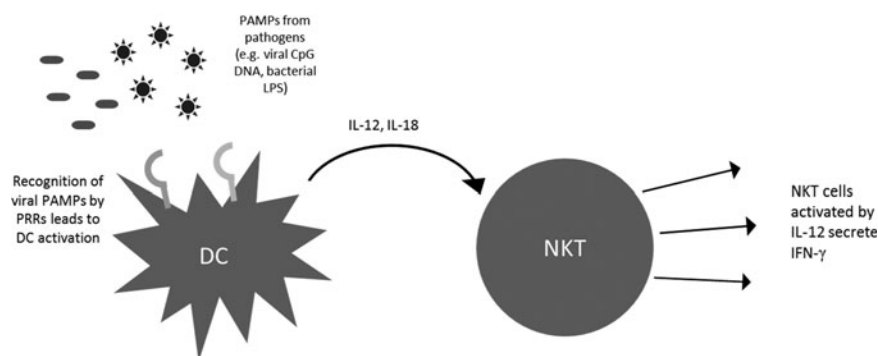 PAMPs from
pathogens
(e.g. viral CpG
DNA, bacterial
LPS)
IL-12, IL-18
Recognition of
viral PAMPs by
PRRs leads to
DC activation
DC
NKT
NKT cells
activated by
IL-12 secrete
IFN-γ